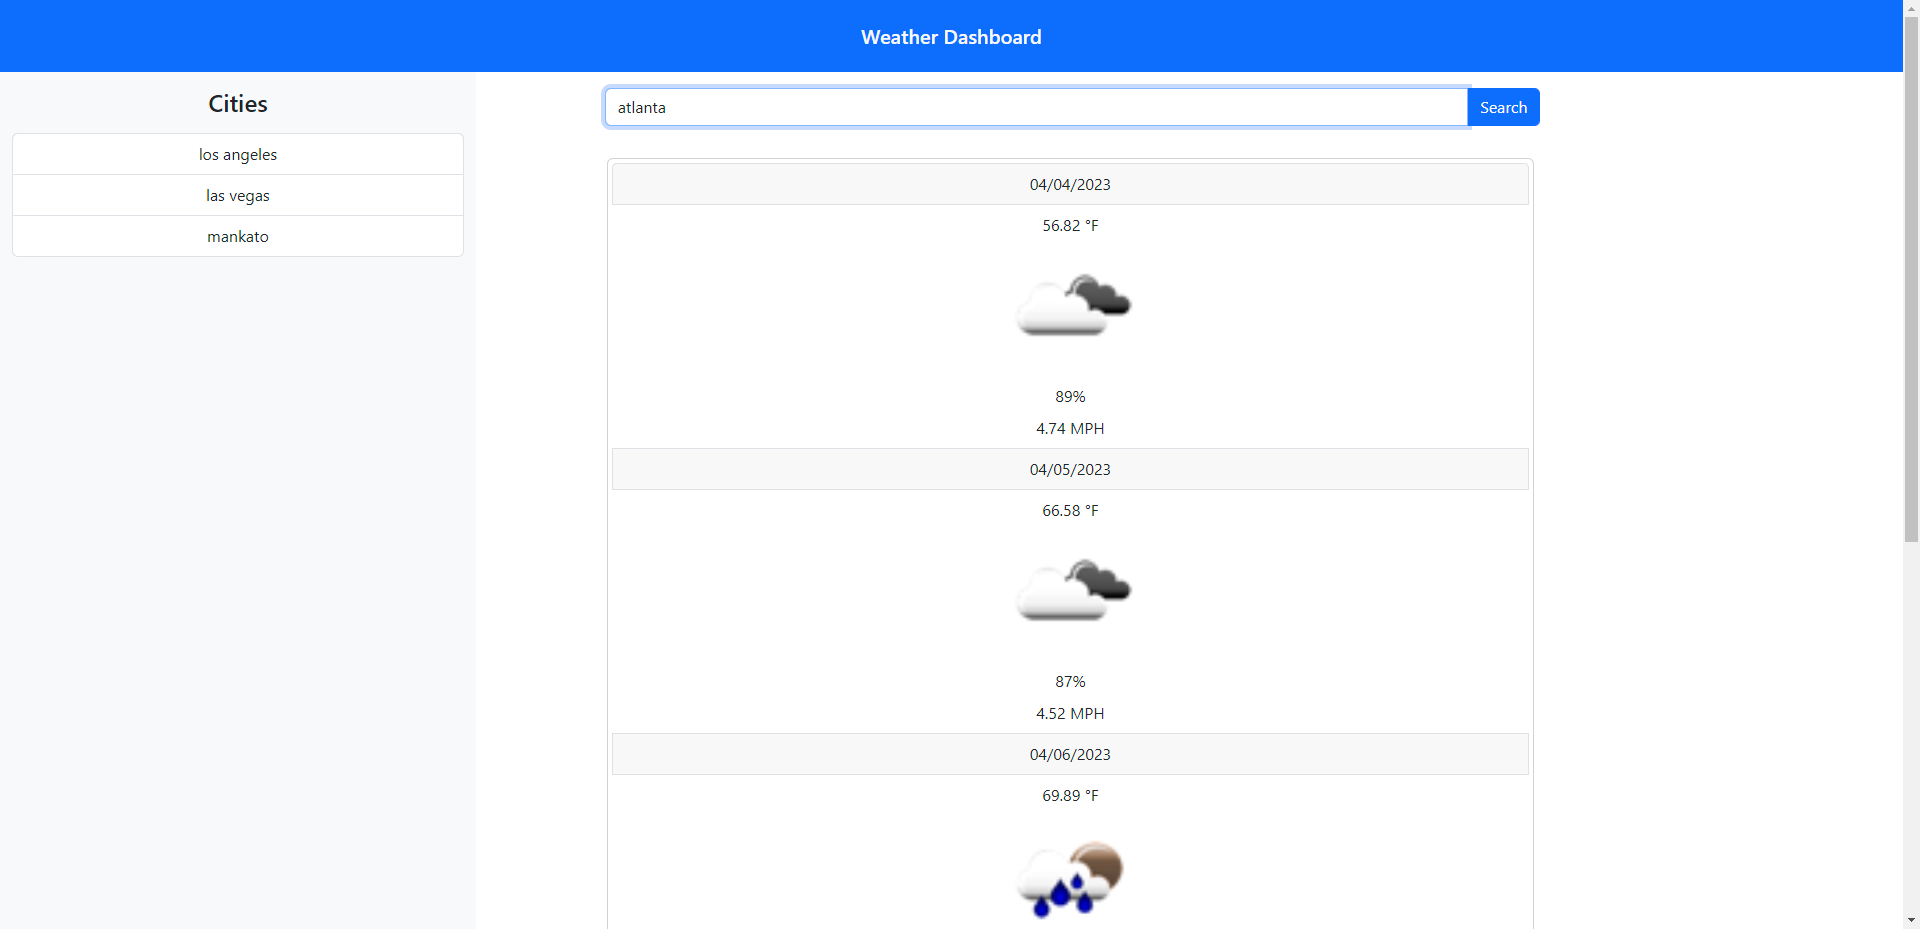 Weather Dashboard
Cities
los angeles
las vegas
mankato
atlanta
Search
04/04/2023
56.82 °F
89%
4.74 MPH
04/05/2023
66.58 °F
87%
4.52 MPH
04/06/2023
69.89 °F